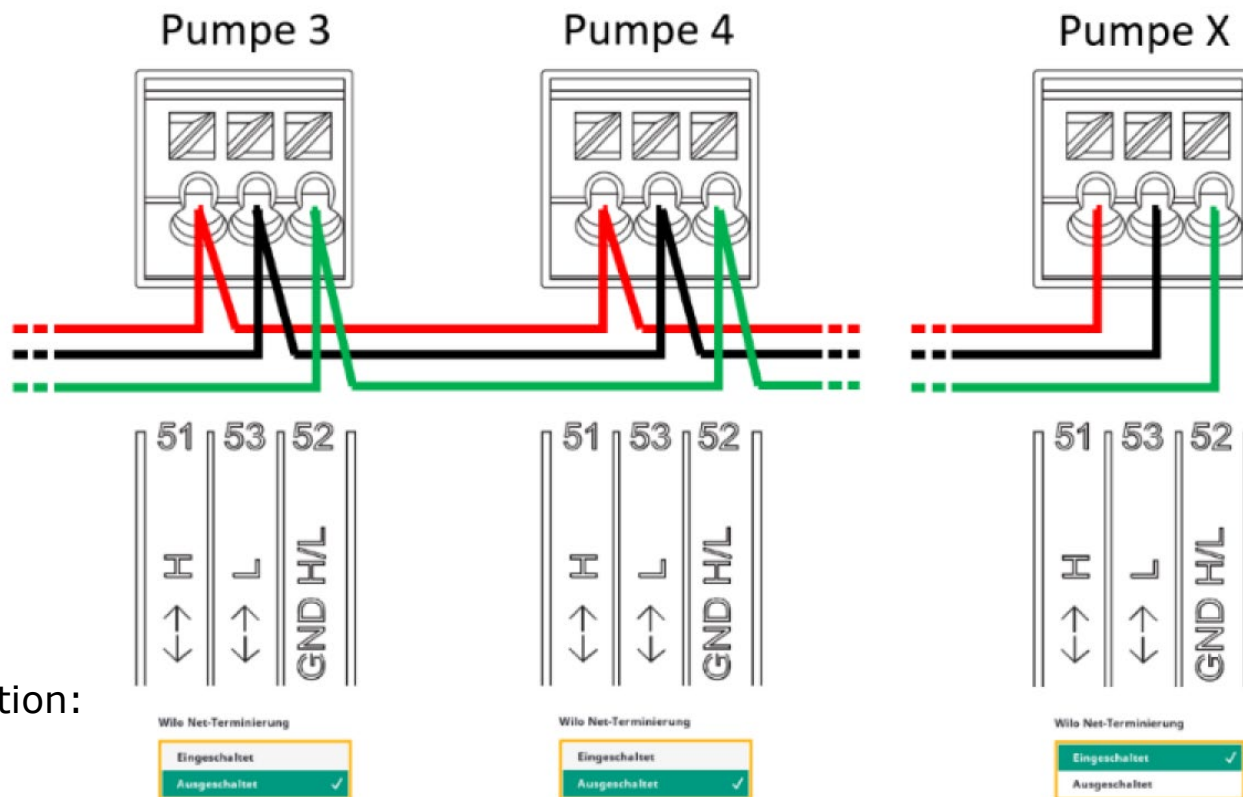 Pumpe 3
Pumpe 4
Pumpe X
51 53 52
51 53 52
51 53 52
H L GND H/L
H L GND H/L
H L GND H/L
tion:
Wilo Net-Terminierung
Wilo Net-Terminierung
Wilo Net-Terminierung
Eingeschaltet
Eingeschaltet
Eingeschaltet
Ausgeschaltet
Ausgeschaltet
Ausgeschaltet